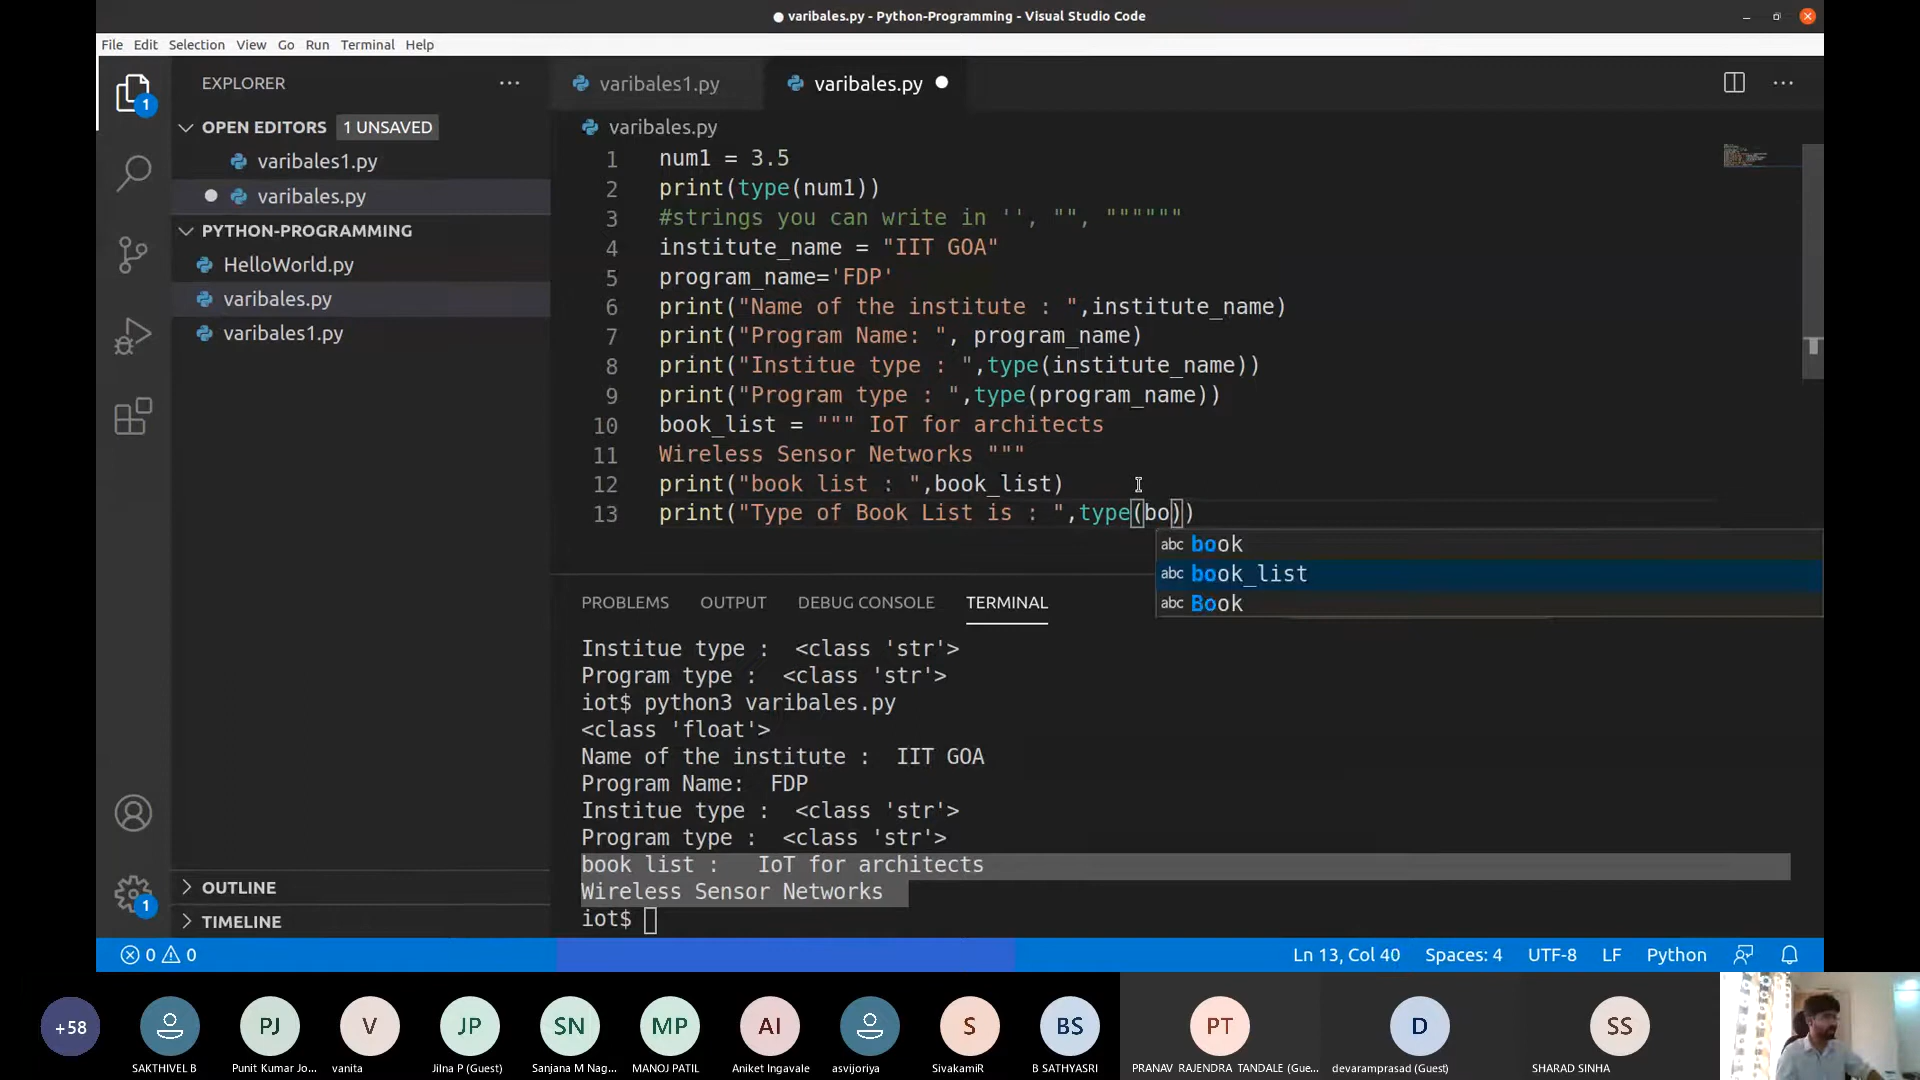 varibales.py - Python-Programming - Visual Studio Code
File Edit Selection View Go Run Terminal Help
EXPLORER
OPEN EDITORS 1 UNSAVED
varibales1.py
varibales.py
PYTHON-PROGRAMMING
HelloWorld.py
varibales.py
varibales1.py
OUTLINE
TIMELINE
1
1
varibales1.py varibales.py
varibales.py
1 num1 = 3.5
2 print(type(num1))
3 #strings you can write in '', "", """"""
4 institute_name = "IIT GOA"
5 program_name='FDP'
6 print("Name of the institute : ",institute_name)
7 print("Program Name: ", program_name)
8 print("Institue type : ",type(institute_name))
9 print("Program type : ",type(program_name))
10 book_list = """ IoT for architects
11 Wireless Sensor Networks """
12 print("book list : ",book_list)
13 print("Type of Book List is : ",type(bo))
abc book
abc book_list
abc Book
PROBLEMS OUTPUT DEBUG CONSOLE TERMINAL
Institue type :  <class 'str'>
Program type :  <class 'str'>
iot$ python3 varibales.py
<class 'float'>
Name of the institute :  IIT GOA
Program Name:  FDP
Institue type :  <class 'str'>
Program type :  <class 'str'>
book list :   IoT for architects
Wireless Sensor Networks
iot$
0 0 Ln 13, Col 40 Spaces: 4 UTF-8 LF Python
+58 PJ V JP SN MP AI S BS PT D SS
SAKTHIVEL B Punit Kumar Jo... vanita Jilna P (Guest) Sanjana M Nag... MANOJ PATIL Aniket Ingavale asvijoriya SivakamiR B SATHYASRI PRANAV RAJENDRA TANDALE (Gue... devaramprasad (Guest) SHARAD SINHA